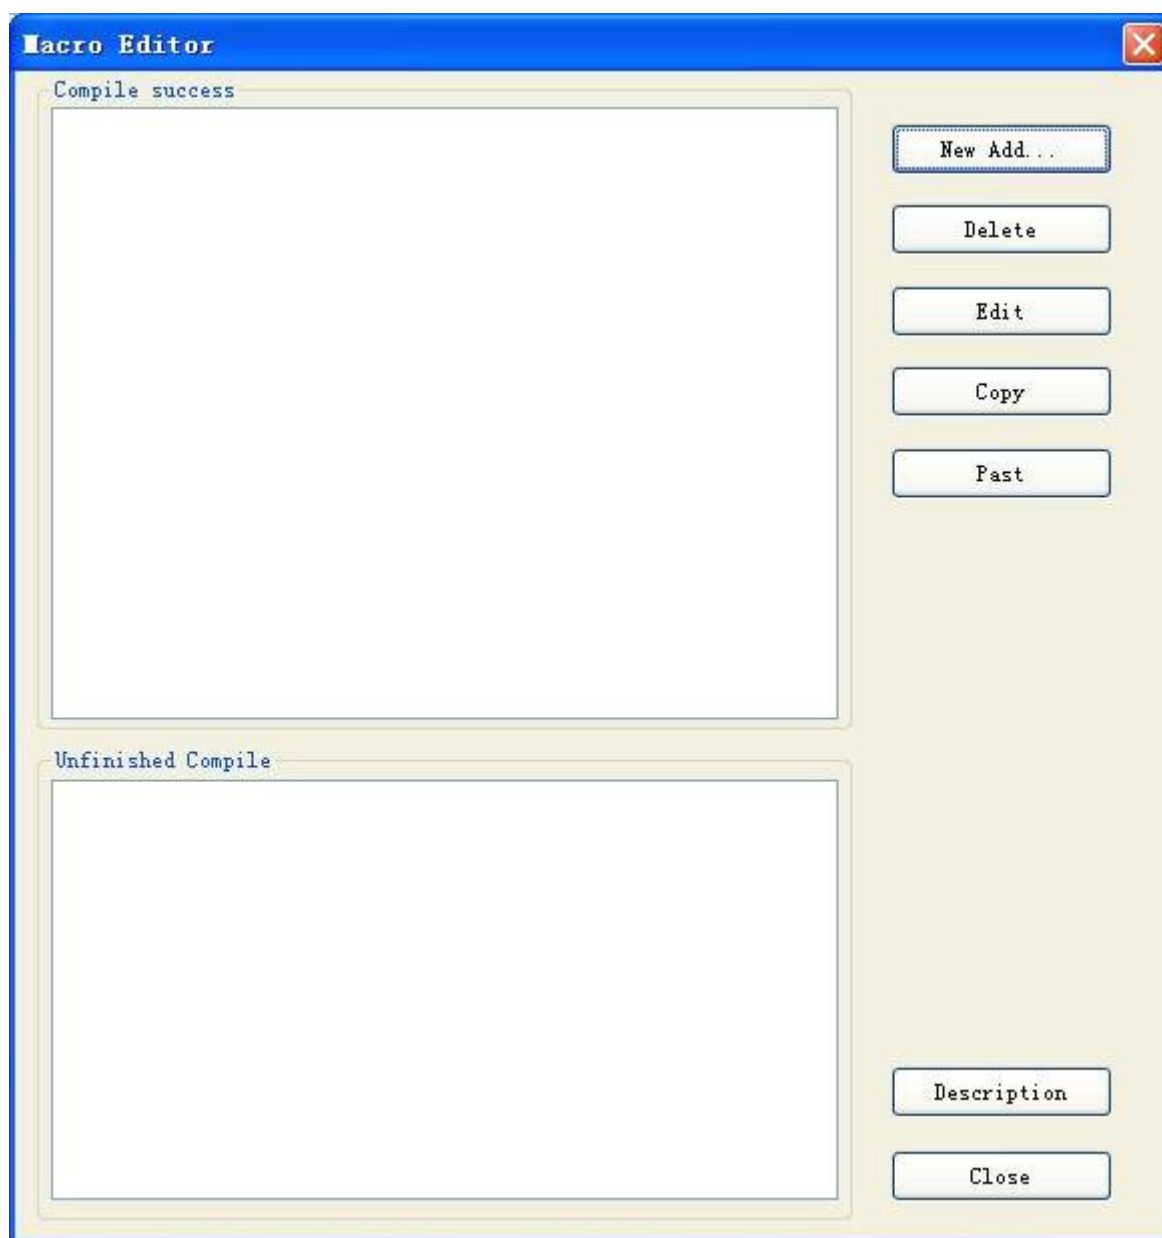 Macro Editor
Compile success
New Add...
Delete
Edit
Copy
Past
Unfinished Compile
Description
Close